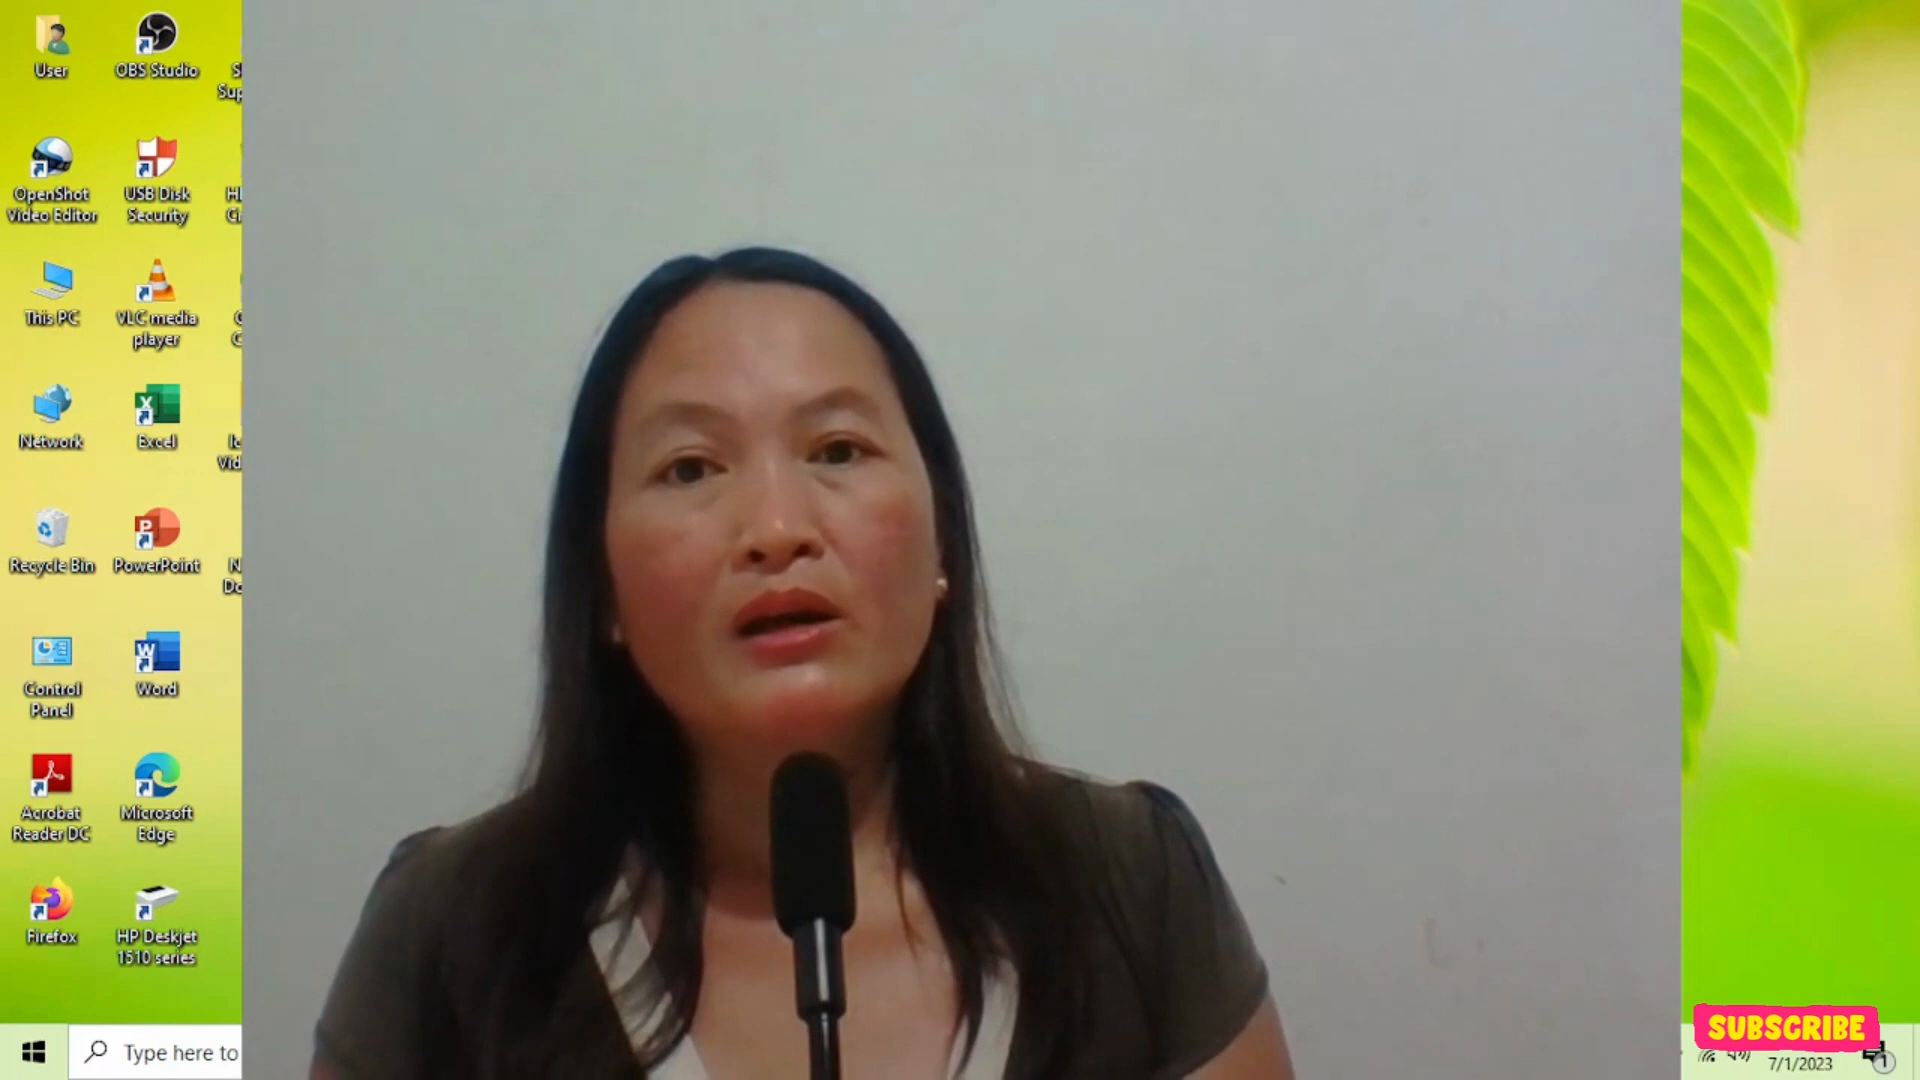 User
OBS Studio
OpenShot
Video Editor
USB Disk
Security
This PC
VLC media
player
Network
Excel
Recycle Bin
PowerPoint
Control
Panel
Word
Acrobat
Reader DC
Microsoft
Edge
Firefox
HP Deskjet
1510 series
Type here to
SUBSCRIBE
7/1/2023
1